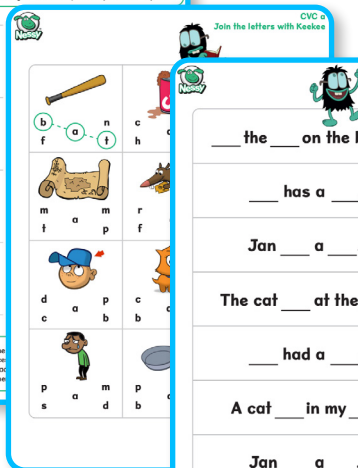 Nessy
CVC a
Join the letters with Keekee
b n c
a
f t h
m m r
a
t p f
d p c
a
c b b
p m p
a
s d b
Nessy
___ the ___ on the
___ has a ___
Jan ___ a ___
The cat ___ at the
___ had a ___
A cat ___ in my ___
Jan a